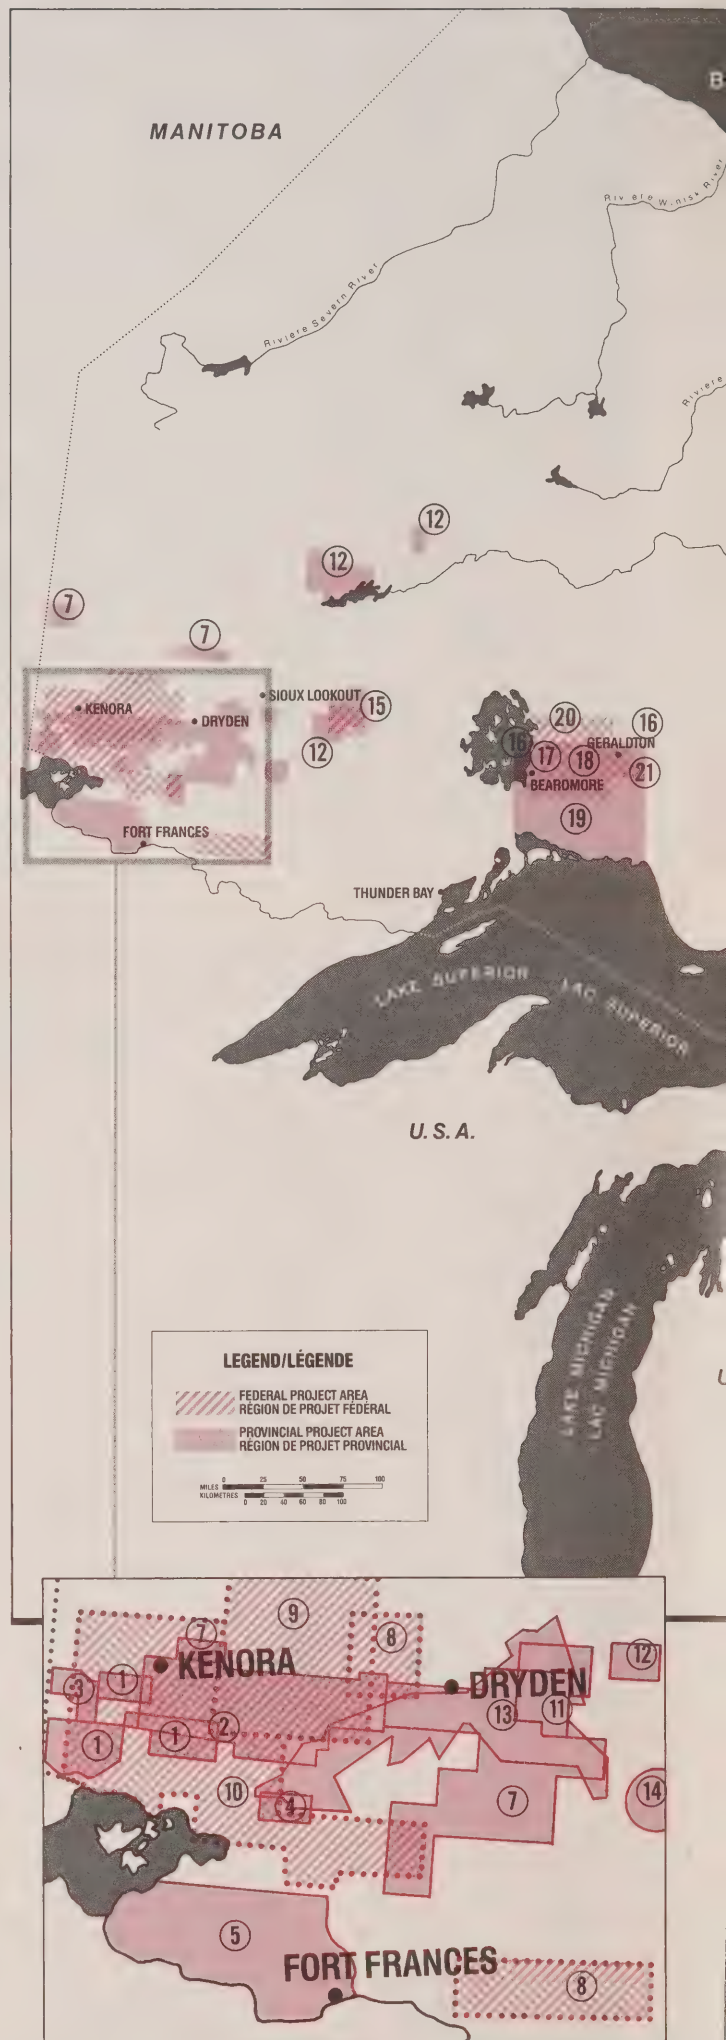 B
MANITOBA
Riviere Winisk River
Riviere Severn River
Riviere
12
12
7
7
SIOUX LOOKOUT
KENORA
15
DRYDEN
20
16
16
GERALDTON
17
18
12
21
BEARDMORE
19
FORT FRANCES
THUNDER BAY
LAKE SUPERIOR
LAC SUPERIOR
U.S.A.
LAKE MICHIGAN
LAC MICHIGAN
U
LEGEND/LÉGENDE
FEDERAL PROJECT AREA
RÉGION DE PROJET FÉDÉRAL
PROVINCIAL PROJECT AREA
RÉGION DE PROJET PROVINCIAL
0 25 50 75 100
MILES
KILOMETRES
0 20 40 60 80 100
9
7
8
KENORA
12
3
1
DRYDEN
13
11
1
1
2
10
4
7
14
5
FORT FRANCES
8